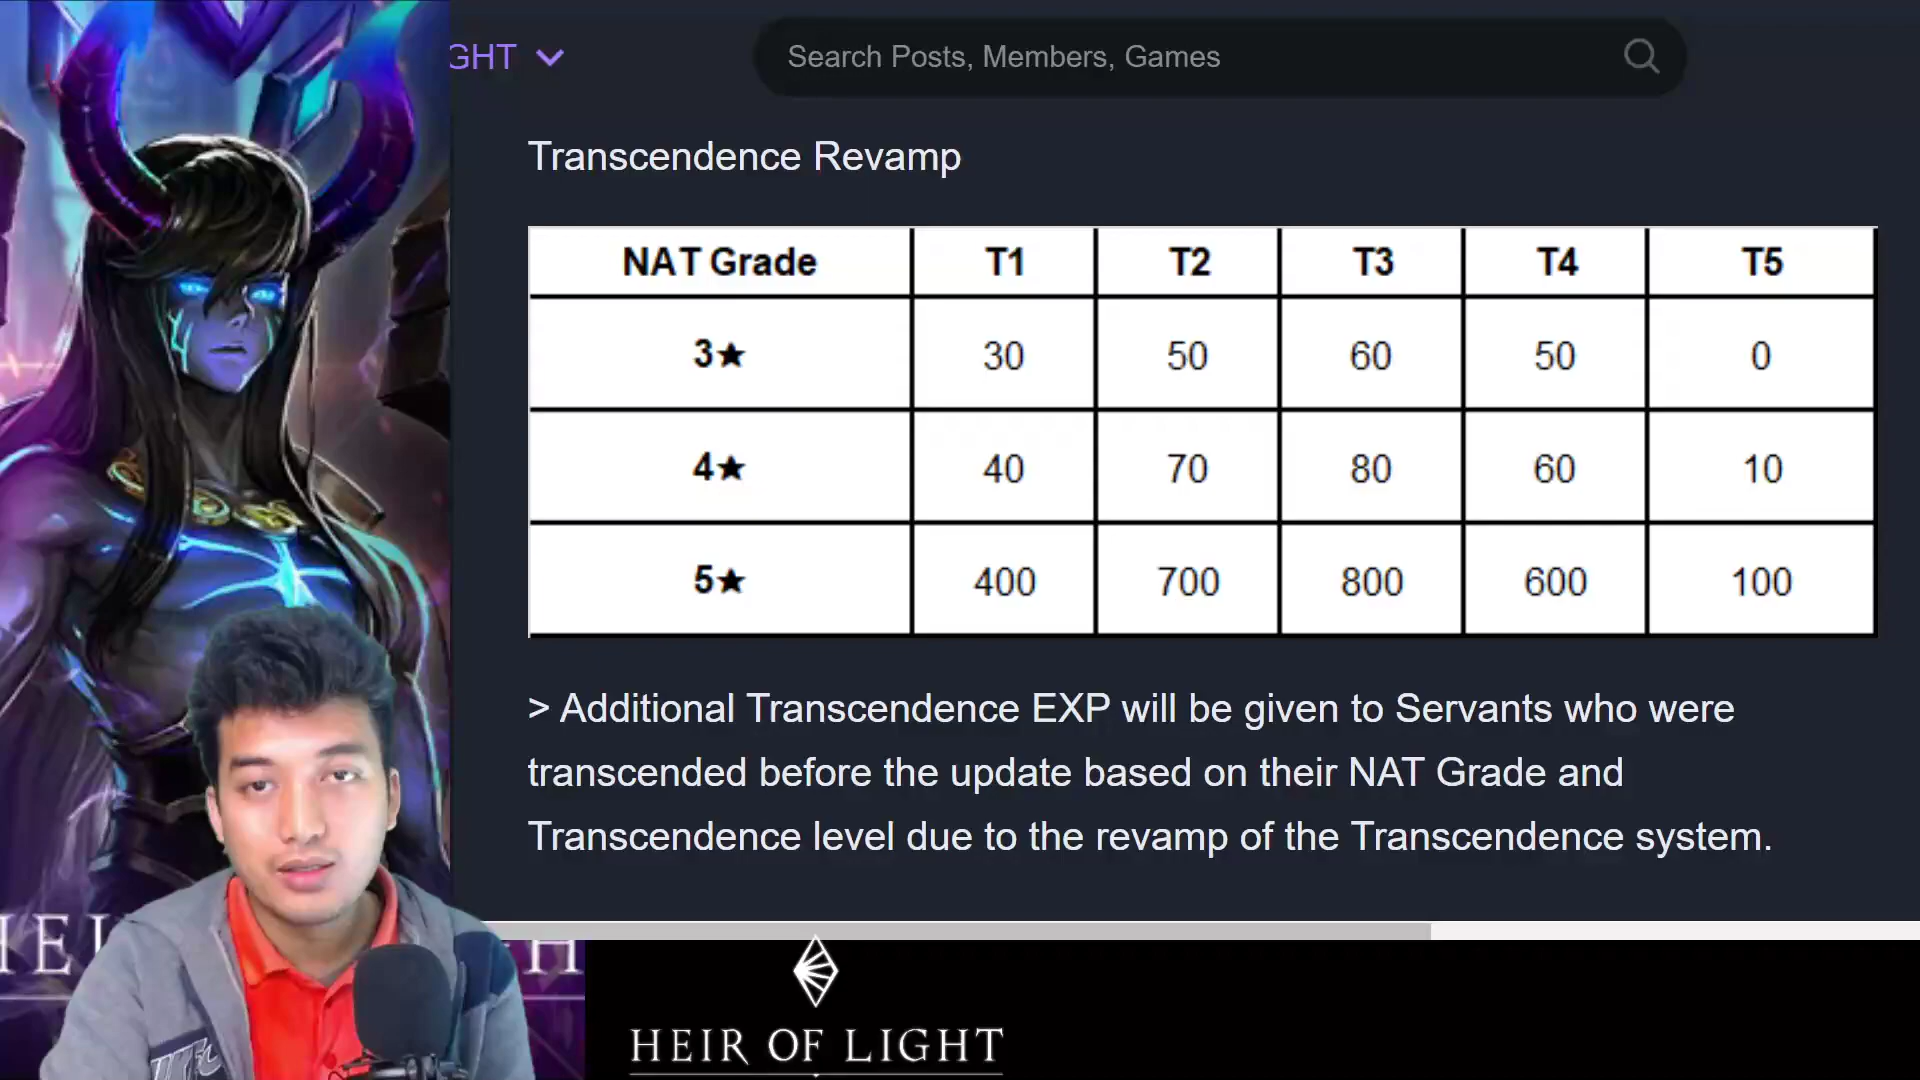 GHT
Search Posts, Members, Games
Transcendence Revamp
NAT Grade T1 T2 T3 T4 T5
3★ 30 50 60 50 0
4★ 40 70 80 60 10
5★ 400 700 800 600 100
> Additional Transcendence EXP will be given to Servants who were
transcended before the update based on their NAT Grade and
Transcendence level due to the revamp of the Transcendence system.
HEI
H
HEIR OF LIGHT